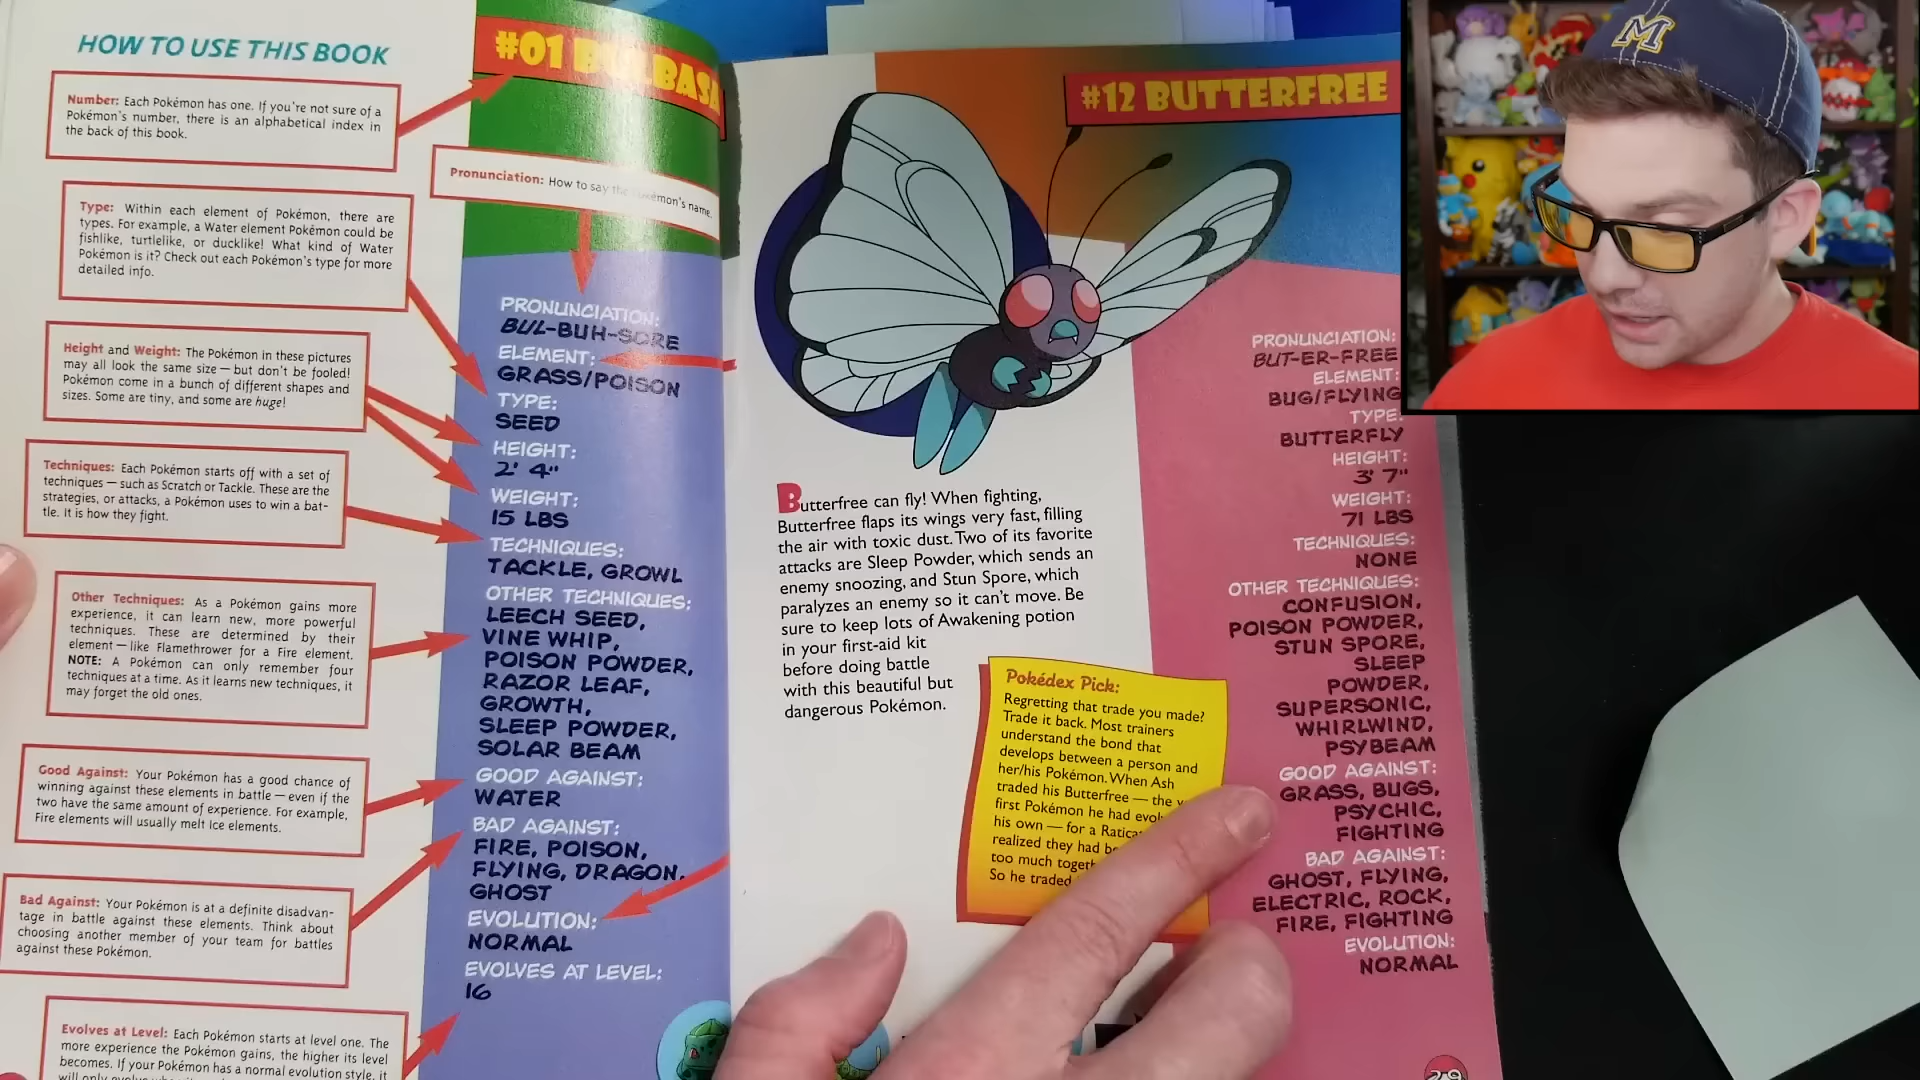 HOW TO USE THIS BOOK
Number: Each Pokémon has one. If you're not sure of a
Pokémon's number, there is an alphabetical index in
the back of this book.
Type: Within each element of Pokémon, there are
types. For example, a Water element Pokémon could be
fishlike, turtlelike, or ducklike! What kind of Water
Pokémon is it? Check out each Pokémon's type for more
detailed info.
Height and Weight: The Pokémon in these pictures
may all look the same size — but don't be fooled!
Pokémon come in a bunch of different shapes and
sizes. Some are tiny, and some are huge!
Techniques: Each Pokémon starts off with a set of
techniques — such as Scratch or Tackle. These are the
strategies, or attacks, a Pokémon uses to win a bat-
tle. It is how they fight.
Other Techniques: As a Pokémon gains more
experience, it can learn new, more powerful
techniques. These are determined by their
element — like Flamethrower for a Fire element.
NOTE: A Pokémon can only remember four
techniques at a time. As it learns new techniques, it
may forget the old ones.
Good Against: Your Pokémon has a good chance of
winning against these elements in battle — even if the
two have the same amount of experience. For example,
Fire elements will usually melt Ice elements.
Bad Against: Your Pokémon is at a definite disadvan-
tage in battle against these elements. Think about
choosing another member of your team for battles
against these Pokémon.
Evolves at Level: Each Pokémon starts at level one. The
more experience the Pokémon gains, the higher its level
becomes. If your Pokémon has a normal evolution style, it
#01
Pronunciation: How to say the Pokémon's name.
PRONUNCIATION:
BUL-BUH-SORE
ELEMENT:
GRASS/POISON
TYPE:
SEED
HEIGHT:
2' 4"
WEIGHT:
15 LBS
TECHNIQUES:
TACKLE, GROWL
OTHER TECHNIQUES:
LEECH SEED,
VINE WHIP,
POISON POWDER,
RAZOR LEAF,
GROWTH,
SLEEP POWDER,
SOLAR BEAM
GOOD AGAINST:
WATER
BAD AGAINST:
FIRE, POISON,
FLYING, DRAGON,
GHOST
EVOLUTION:
NORMAL
EVOLVES AT LEVEL:
16
#12 BUTTERFREE
Butterfree can fly! When fighting,
Butterfree flaps its wings very fast, filling
the air with toxic dust. Two of its favorite
attacks are Sleep Powder, which sends an
enemy snoozing, and Stun Spore, which
paralyzes an enemy so it can't move. Be
sure to keep lots of Awakening potion
in your first-aid kit
before doing battle
with this beautiful but
dangerous Pokémon.
Pokédex Pick:
Regretting that trade you made?
Trade it back. Most trainers
understand the bond that
develops between a person and
her/his Pokémon. When Ash
traded his Butterfree — the
first Pokémon he had
his own — for a
realized they had
too much
So he traded
PRONUNCIATION:
BUT-ER-FREE
ELEMENT:
BUG/FLYING
TYPE:
BUTTERFLY
HEIGHT:
3' 7"
WEIGHT:
71 LBS
TECHNIQUES:
NONE
OTHER TECHNIQUES:
CONFUSION,
POISON POWDER,
STUN SPORE,
SLEEP
POWDER,
SUPERSONIC,
WHIRLWIND,
PSYBEAM
GOOD AGAINST:
GRASS, BUGS,
PSYCHIC,
FIGHTING
BAD AGAINST:
GHOST, FLYING,
ELECTRIC, ROCK,
FIRE, FIGHTING
EVOLUTION:
NORMAL
29
M